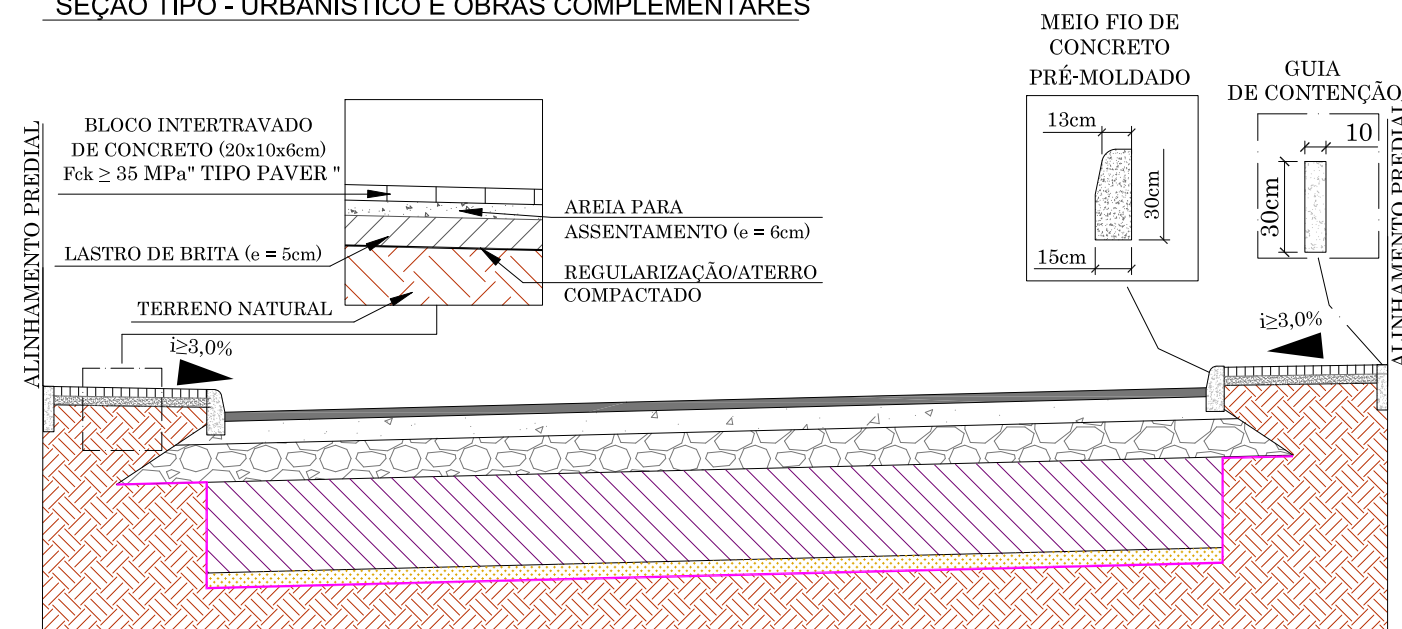 SEÇÃO TIPO - URBANÍSTICO E OBRAS COMPLEMENTARES
MEIO FIO DE
CONCRETO
PRÉ-MOLDADO
GUIA
DE CONTENÇÃO
BLOCO INTERTRAVADO
DE CONCRETO (20x10x6cm)
Fck ≥ 35 MPa" TIPO PAVER "
13cm
30cm
15cm
10
30cm
AREIA PARA
ASSENTAMENTO (e = 6cm)
LASTRO DE BRITA (e = 5cm)
REGULARIZAÇÃO/ATERRO
COMPACTADO
TERRENO NATURAL
i≥3,0%
i≥3,0%
ALINHAMENTO PREDIAL
ALINHAMENTO PREDIAL